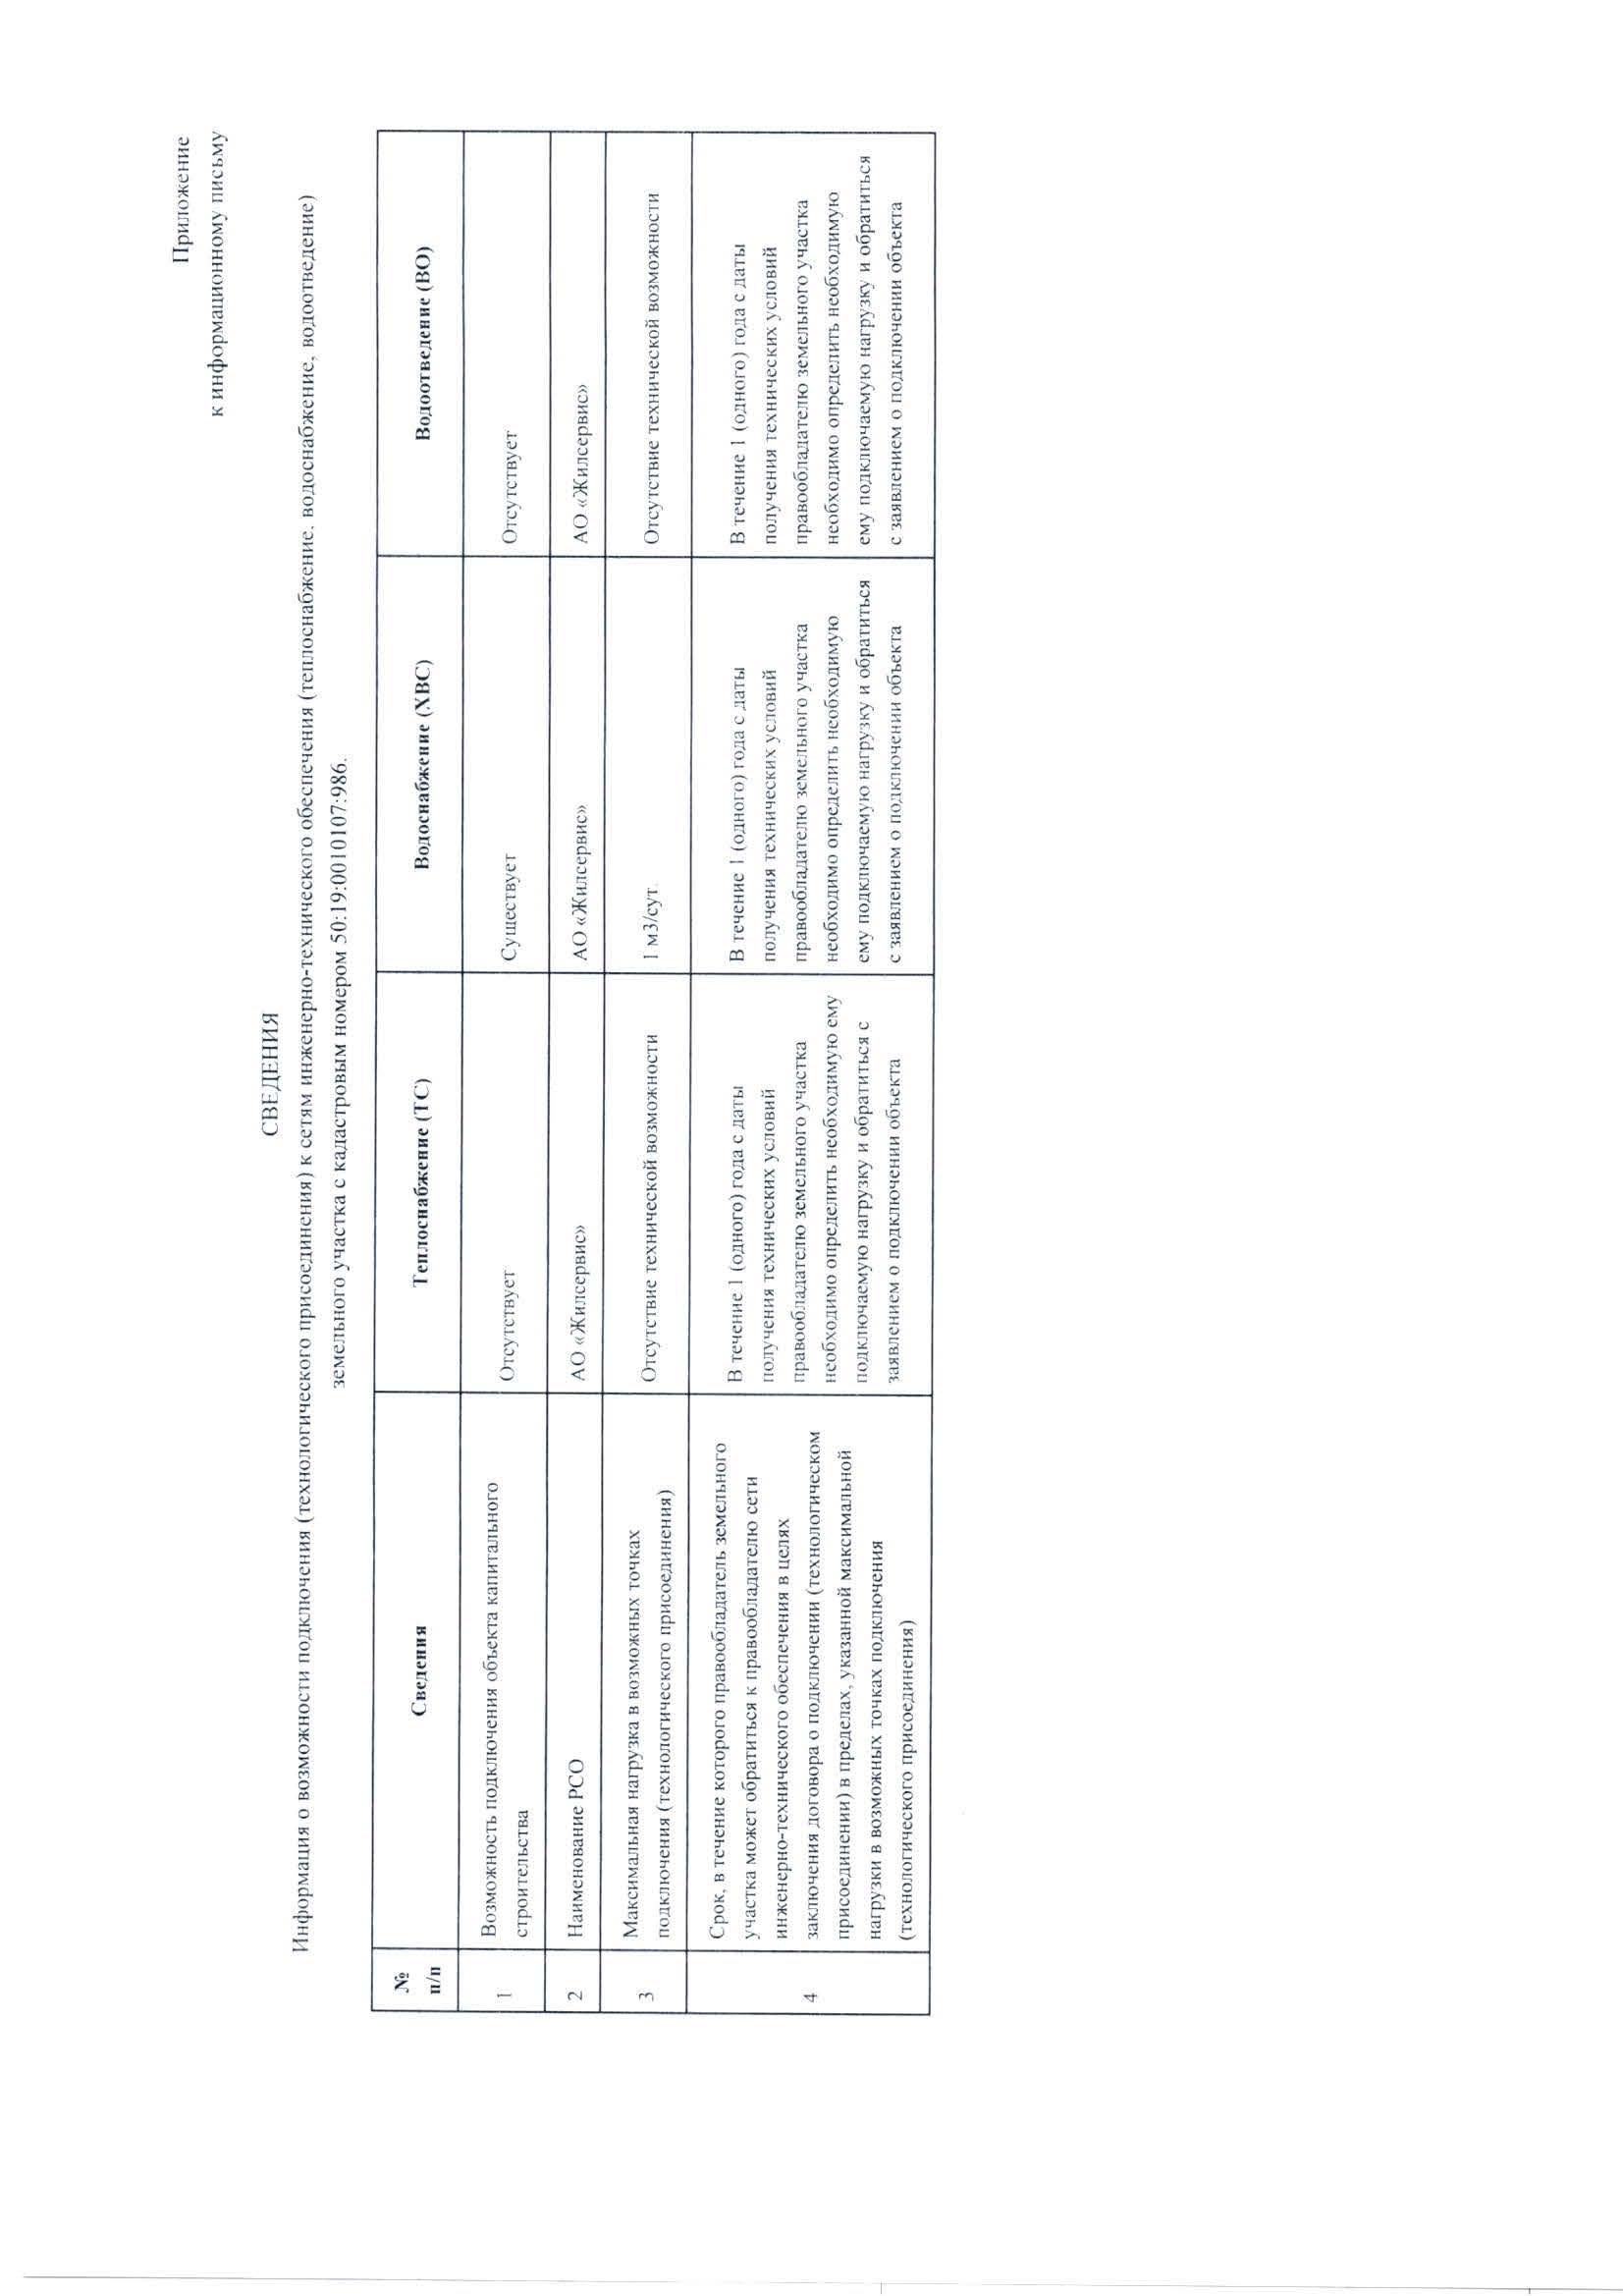 Приложение
к информационному письму
СВЕДЕНИЯ
Информация о возможности подключения (технологического присоединения) к сетям инженерно-технического обеспечения (теплоснабжение. водоснабжение, водоотведение)
земельного участка с кадастровым номером 50:19:0010107:986.
№
п/п
Сведения
Теплоснабжение (ТС)
Водоснабжение (ХВС)
Водоотведение (ВО)
1
Возможность подключения объекта капитального
строительства
Отсутствует
Существует
Отсутствует
2
Наименование РСО
АО «Жилсервис»
АО «Жилсервис»
АО «Жилсервис»
3
Максимальная нагрузка в возможных точках
подключения (технологического присоединения)
Отсутствие технической возможности
1 м3/сут.
Отсутствие технической возможности
4
Срок, в течение которого правообладатель земельного
участка может обратиться к правообладателю сети
инженерно-технического обеспечения в целях
заключения договора о подключении (технологическом
присоединении) в пределах, указанной максимальной
нагрузки в возможных точках подключения
(технологического присоединения)
В течение 1 (одного) года с даты
получения технических условий
правообладателю земельного участка
необходимо определить необходимую ему
подключаемую нагрузку и обратиться с
заявлением о подключении объекта
В течение 1 (одного) года с даты
получения технических условий
правообладателю земельного участка
необходимо определить необходимую
ему подключаемую нагрузку и обратиться
с заявлением о подключении объекта
В течение 1 (одного) года с даты
получения технических условий
правообладателю земельного участка
необходимо определить необходимую
ему подключаемую нагрузку и обратиться
с заявлением о подключении объекта